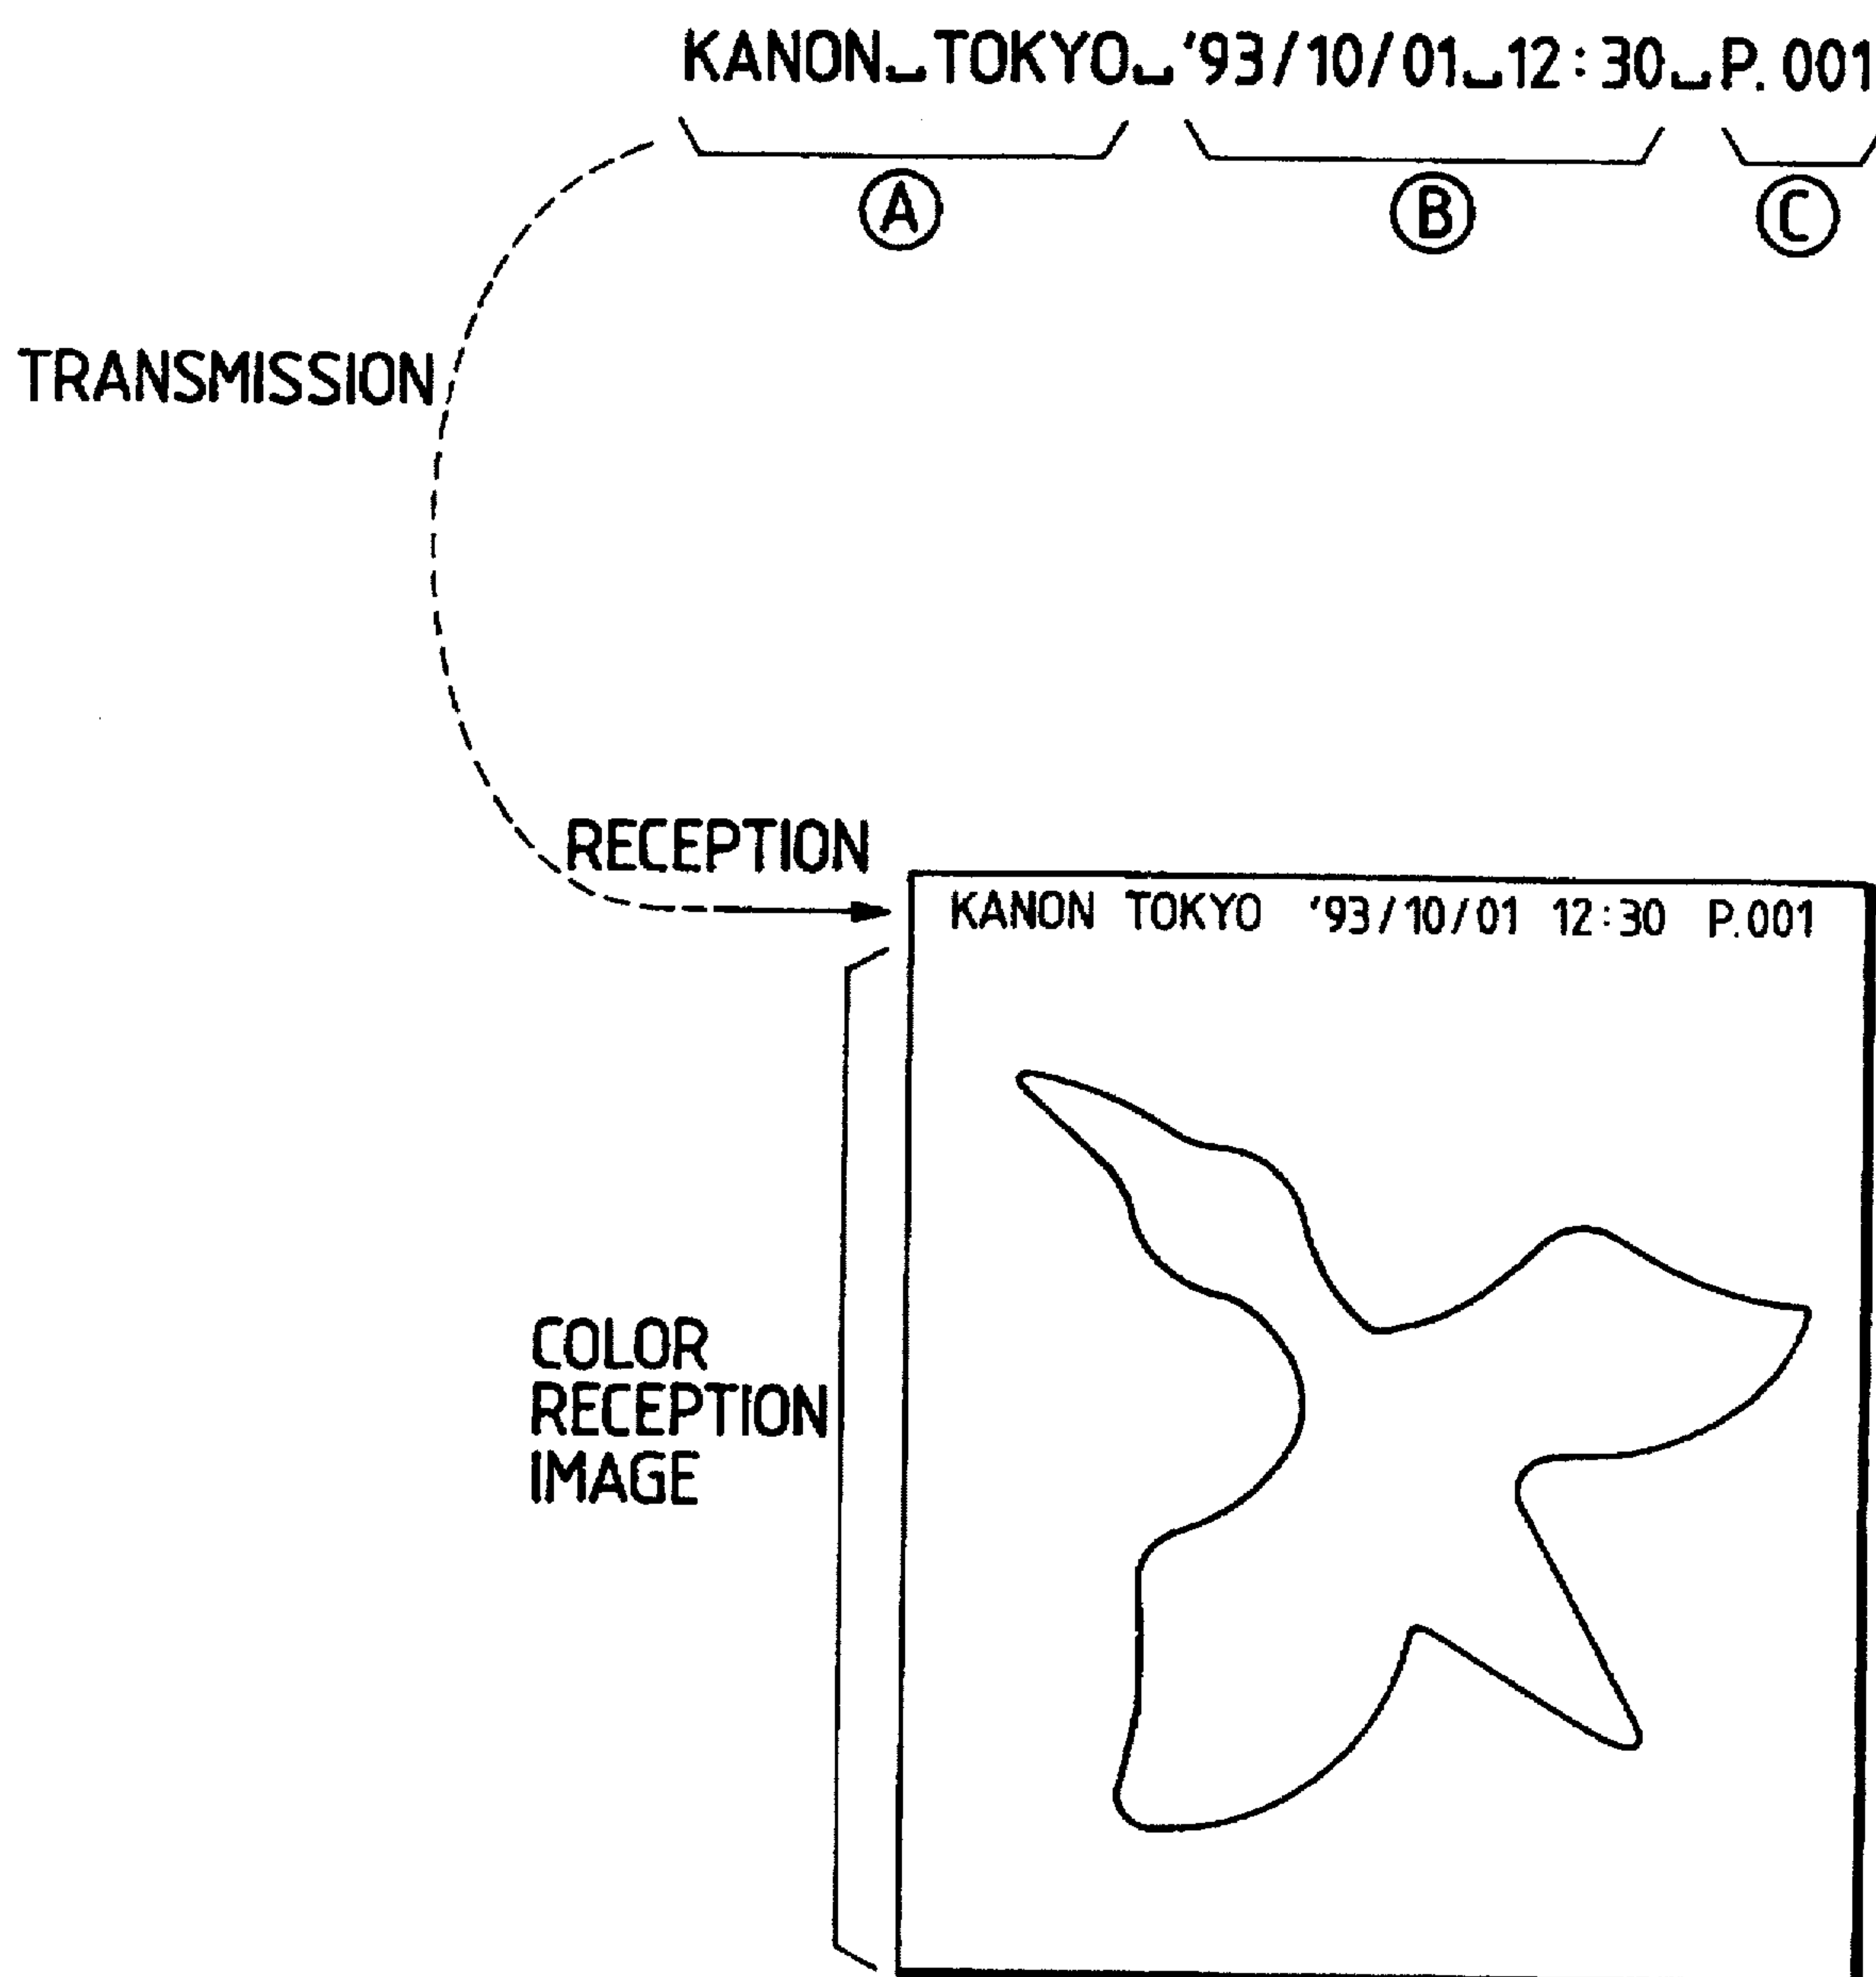 KANON␣TOKYO␣'93/10/01␣12:30␣P.001
A B C
TRANSMISSION
RECEPTION
KANON TOKYO '93/10/01 12:30 P.001
COLOR
RECEPTION
IMAGE